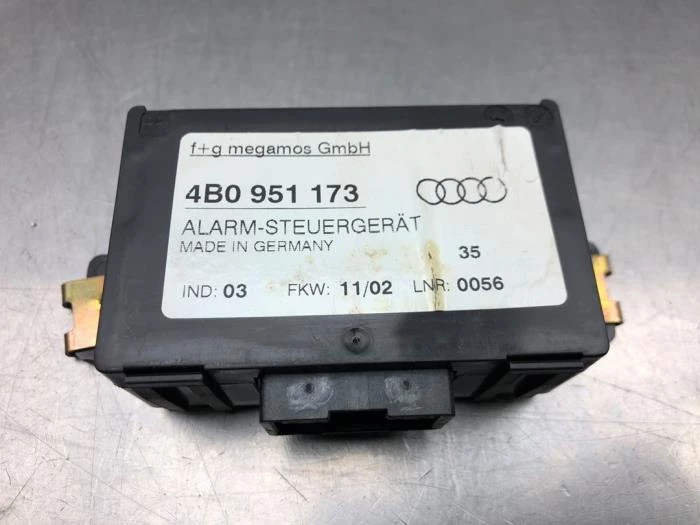 f+g megamos GmbH
4B0 951 173
ALARM-STEUERGERÄT
MADE IN GERMANY
35
IND: 03 FKW: 11/02 LNR: 0056